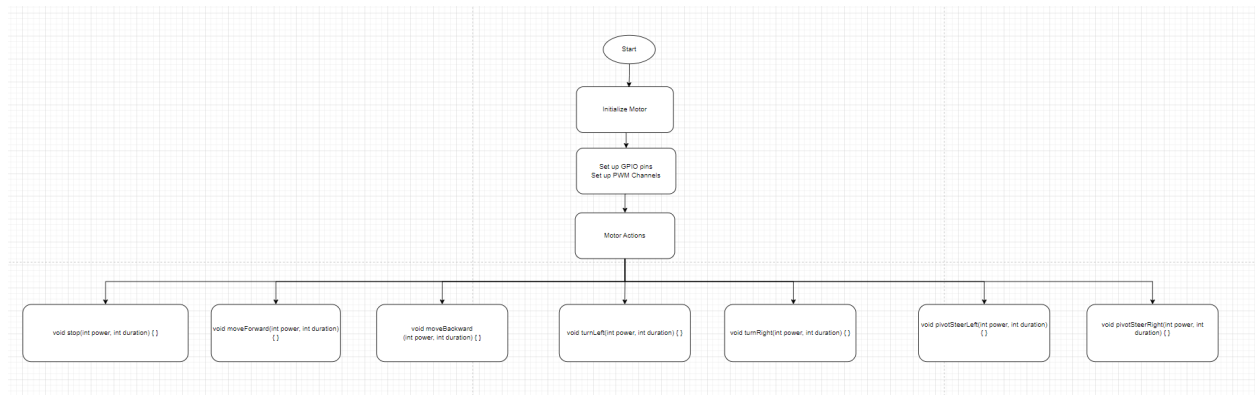 Start
Initialize Motor
Set up GPIO pins
Set up PWM Channels
Motor Actions
void stop(int power, int duration) { }
void moveForward(int power, int duration)
{ }
void moveBackward
(int power, int duration) { }
void turnLeft(int power, int duration) { }
void turnRight(int power, int duration) { }
void pivotSteerLeft(int power, int duration)
{ }
void pivotSteerRight(int power, int
duration) { }